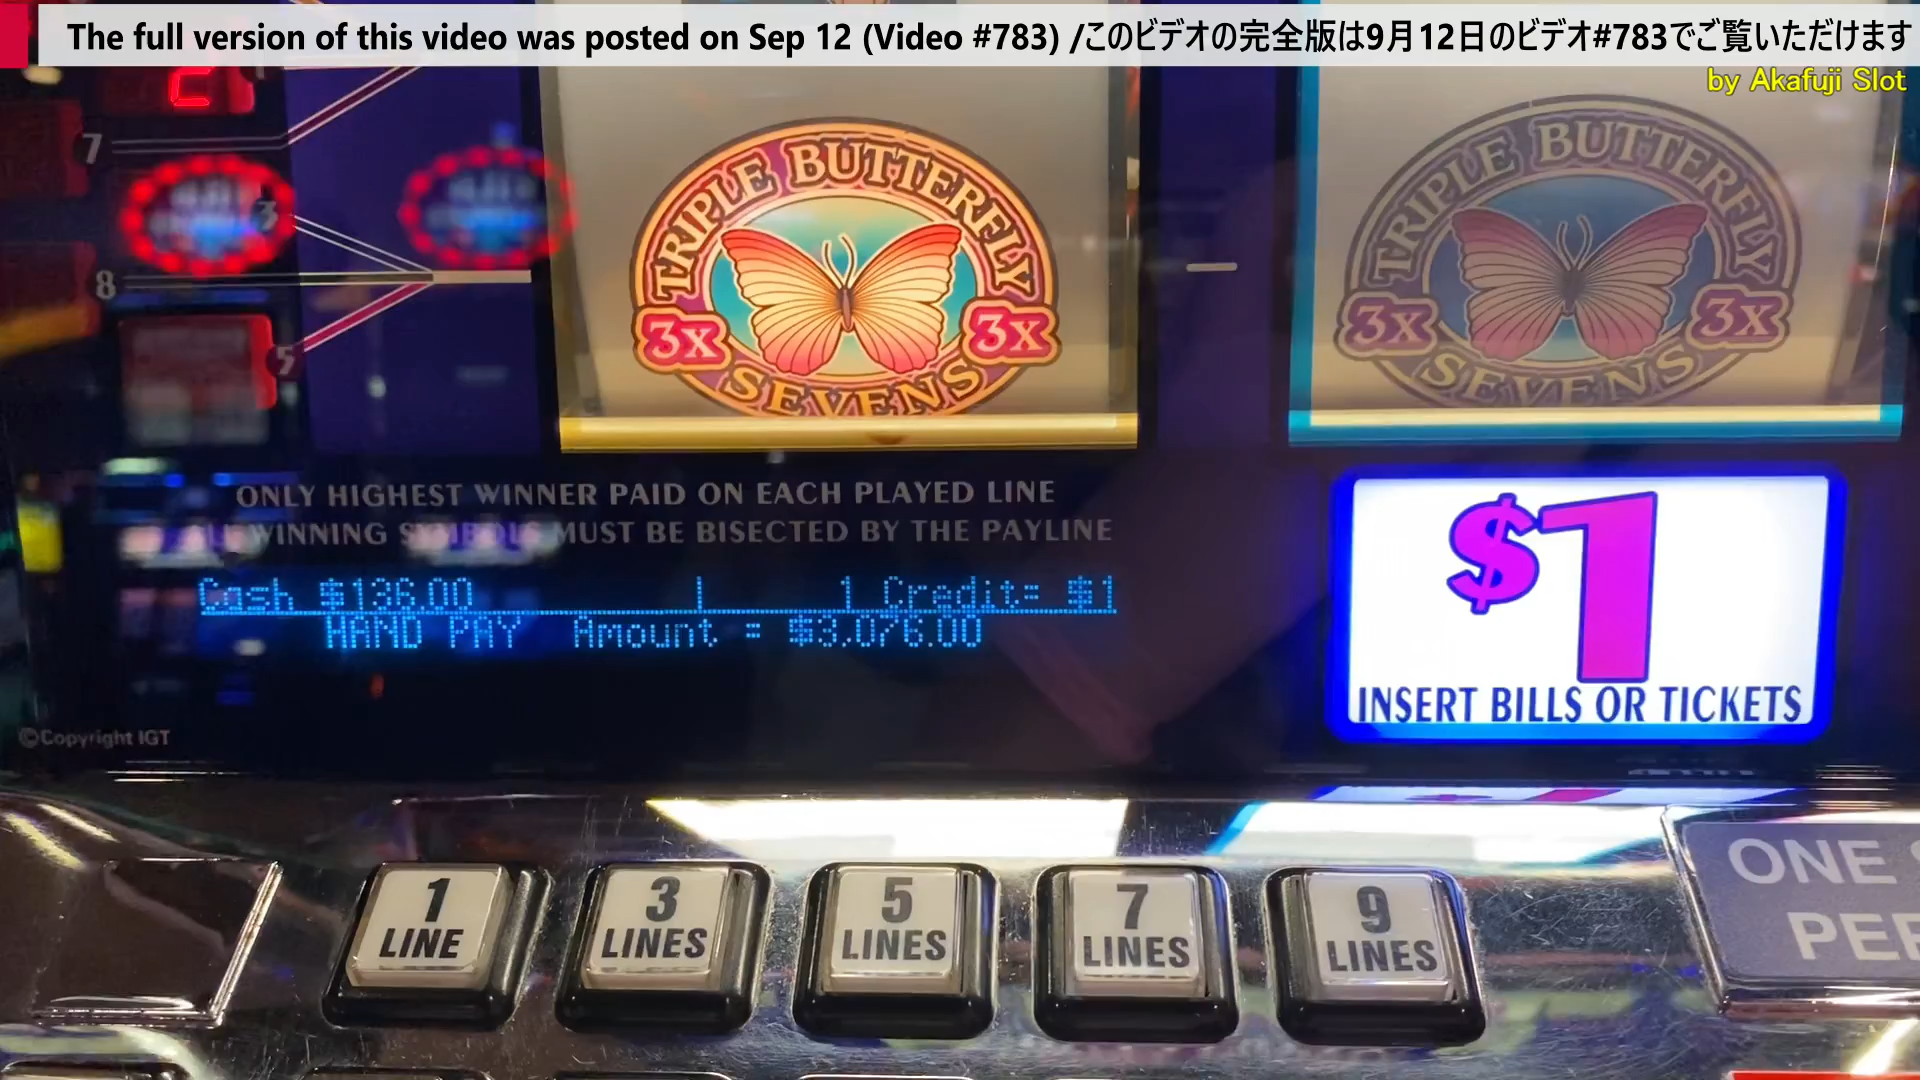 The full version of this video was posted on Sep 12 (Video #783) /このビデオの完全版は9月12日のビデオ#783でご覧いただけます
by Akafuji Slot
7
3
8
5
TRIPLE BUTTERFLY
3X 3X
SEVENS
TRIPLE BUTTERFLY
3X 3X
SEVENS
ONLY HIGHEST WINNER PAID ON EACH PLAYED LINE
WINNING SYMBOLS MUST BE BISECTED BY THE PAYLINE
Cash $136.00 | 1 Credit= $1
HAND PAY Amount = $3,076.00
$1
INSERT BILLS OR TICKETS
©Copyright IGT
1 LINE
3 LINES
5 LINES
7 LINES
9 LINES
ONE